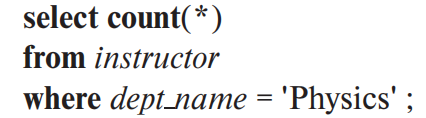 select count(*)
from instructor
where dept_name = 'Physics' ;